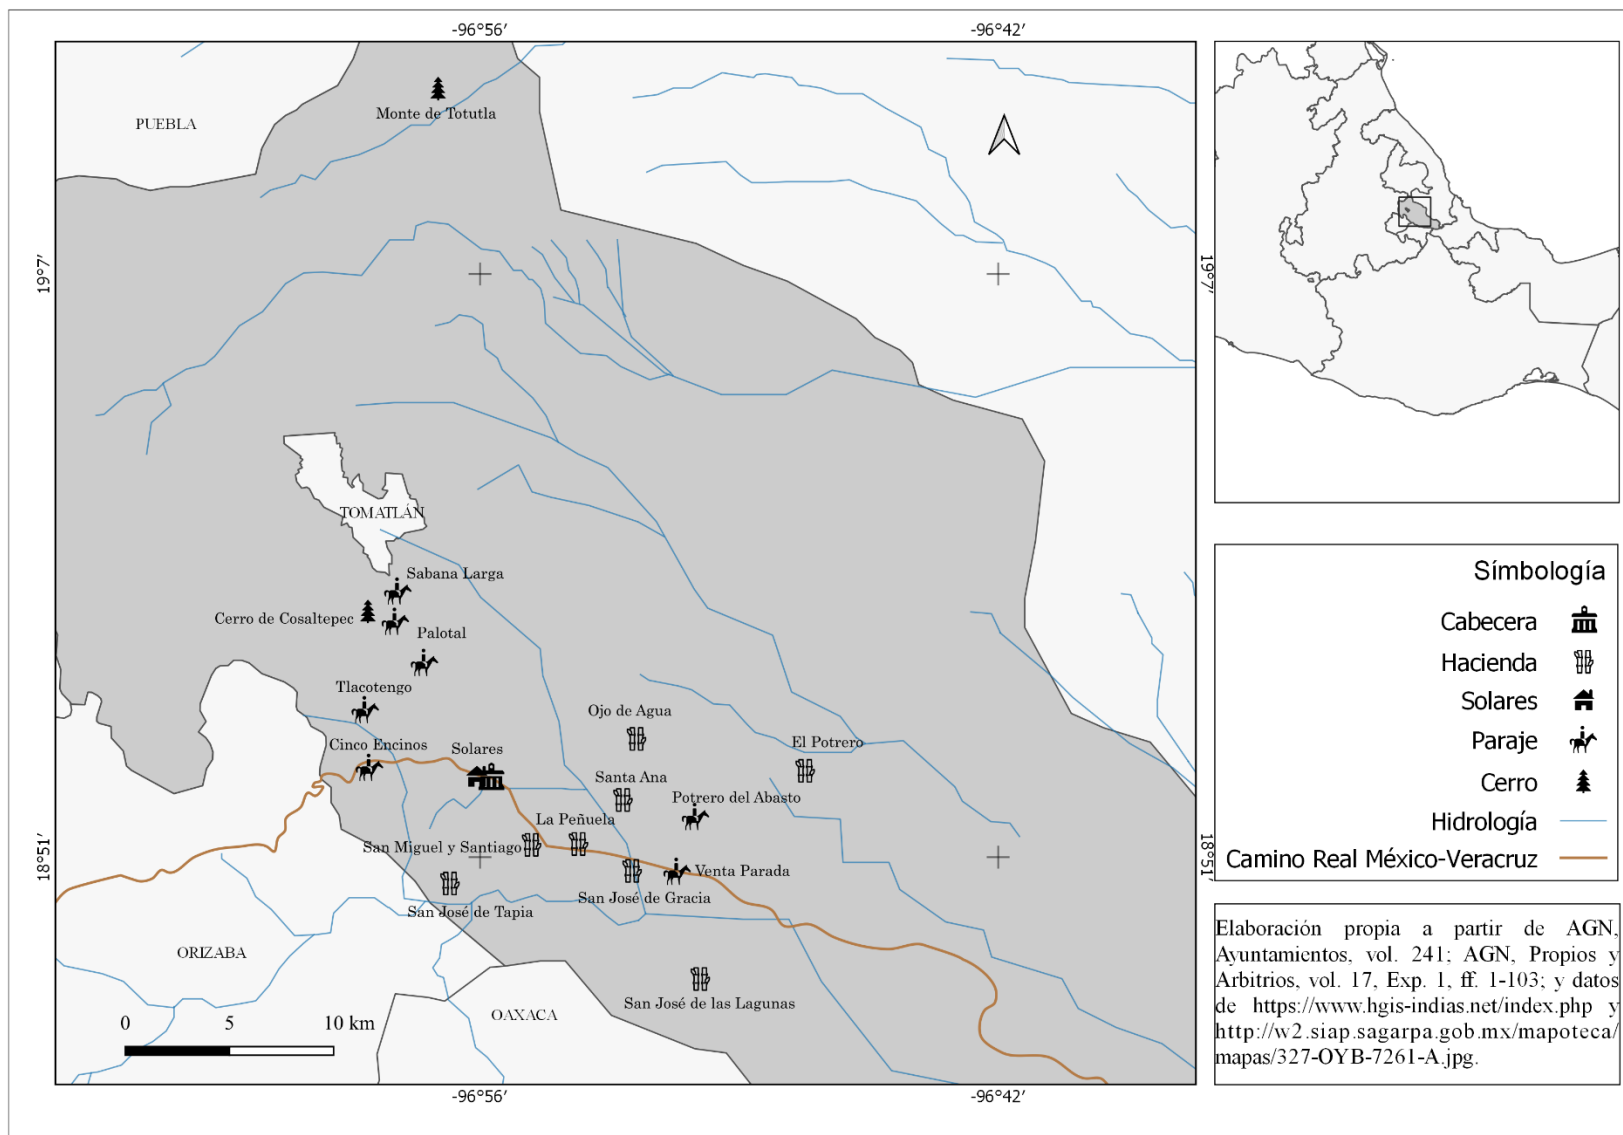 -96°56′
-96°42′
Monte de Totutla
PUEBLA
19°7′
19°7′
TOMATLÁN
Sabana Larga
Cerro de Cosaltepec
Palotal
Tlacotengo
Ojo de Agua
Cinco Encinos
Solares
El Potrero
Santa Ana
Potrero del Abasto
La Peñuela
San Miguel y Santiago
18°51′
18°51′
Venta Parada
San José de Gracia
San José de Tapia
ORIZABA
San José de las Lagunas
OAXACA
0 5 10 km
-96°56′
-96°42′
Símbología
Cabecera
Hacienda
Solares
Paraje
Cerro
Hidrología
Camino Real México-Veracruz
Elaboración propia a partir de AGN,
Ayuntamientos, vol. 241; AGN, Propios y
Arbitrios, vol. 17, Exp. 1, ff. 1-103; y datos
de https://www.hgis-indias.net/index.php y
http://w2.siap.sagarpa.gob.mx/mapoteca/
mapas/327-OYB-7261-A.jpg.